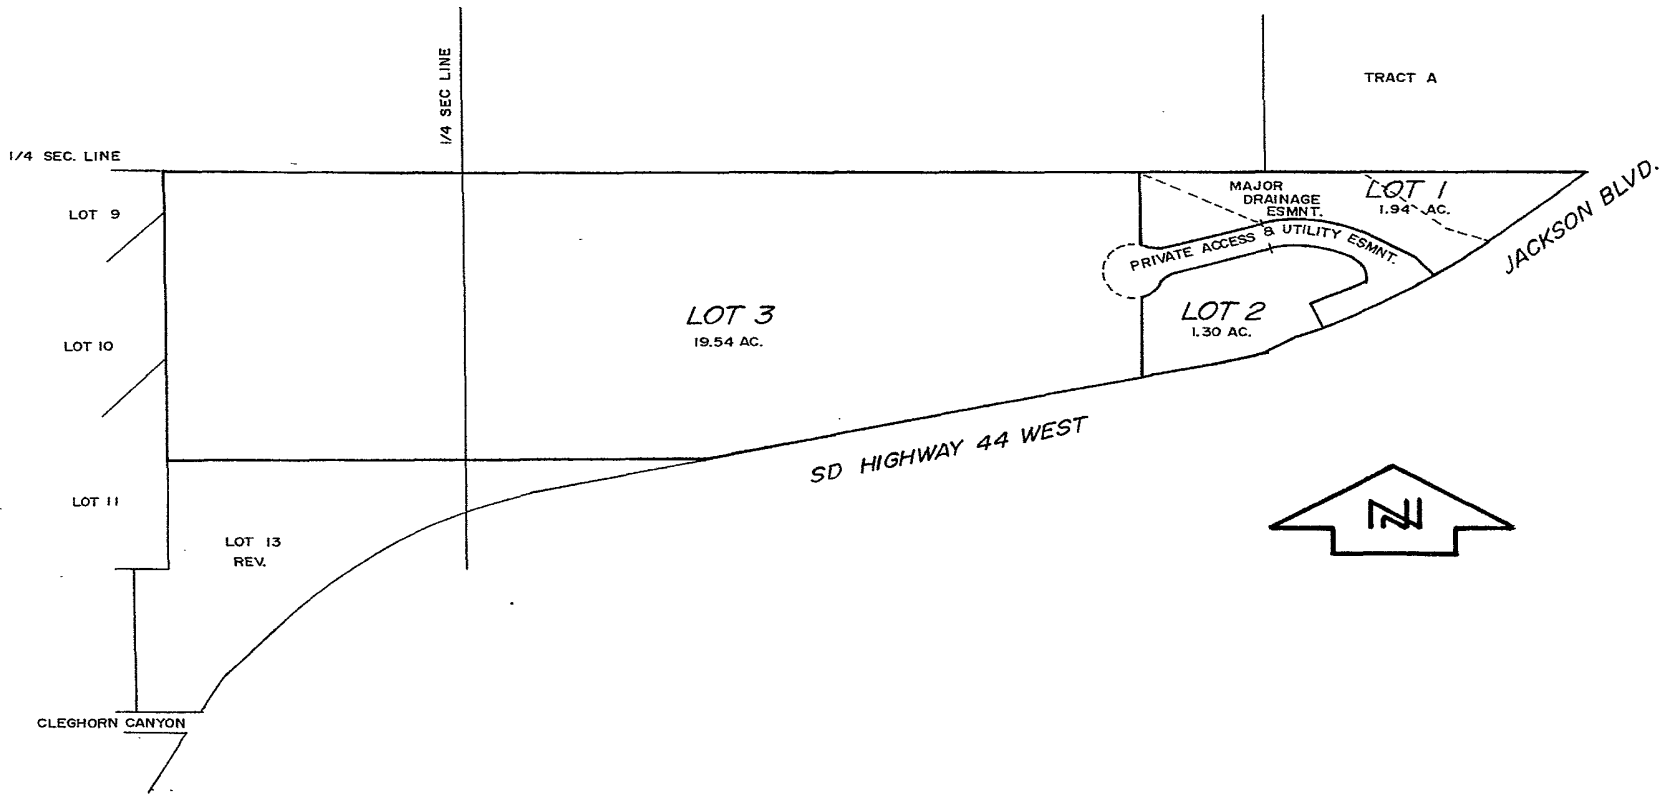 1/4 SEC LINE
TRACT A
1/4 SEC. LINE
LOT 9
MAJOR
DRAINAGE
ESMNT.
LOT 1
1.94 AC.
JACKSON BLVD.
PRIVATE ACCESS & UTILITY ESMNT.
LOT 3
19.54 AC.
LOT 2
1.30 AC.
LOT 10
SD HIGHWAY 44 WEST
LOT 11
N
LOT 13
REV.
CLEGHORN CANYON